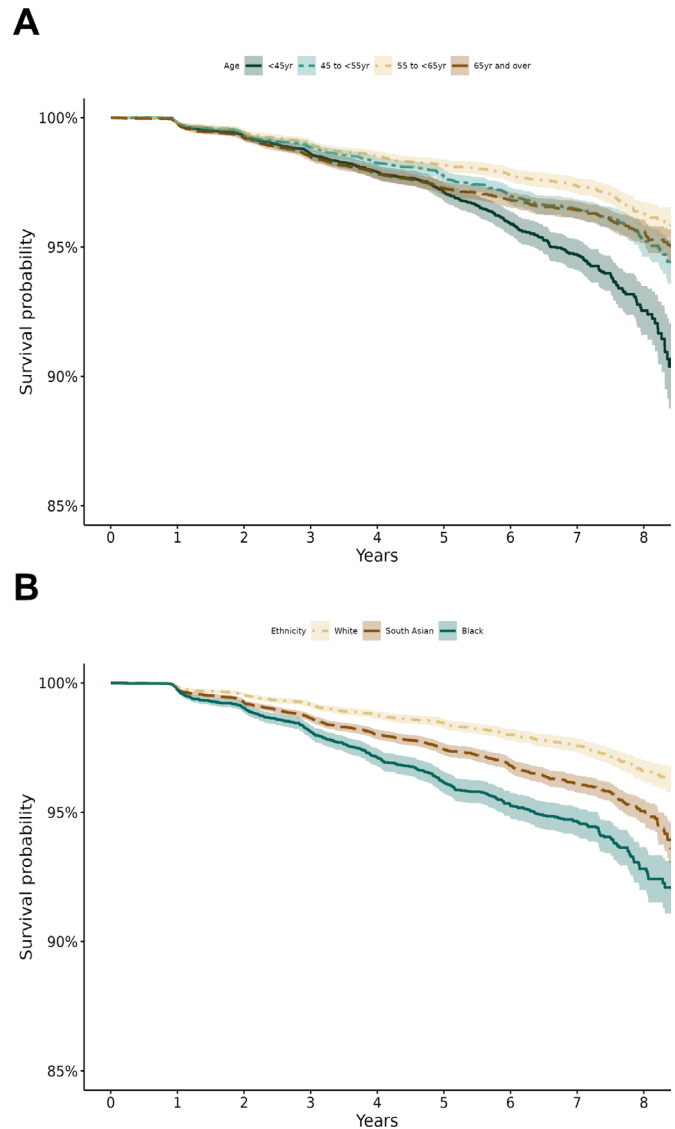 A
Age <45yr 45 to <55yr 55 to <65yr 65yr and over
100%
95%
90%
85%
Survival probability
0 1 2 3 4 5 6 7 8
Years
B
Ethnicity White South Asian Black
100%
95%
90%
85%
Survival probability
0 1 2 3 4 5 6 7 8
Years